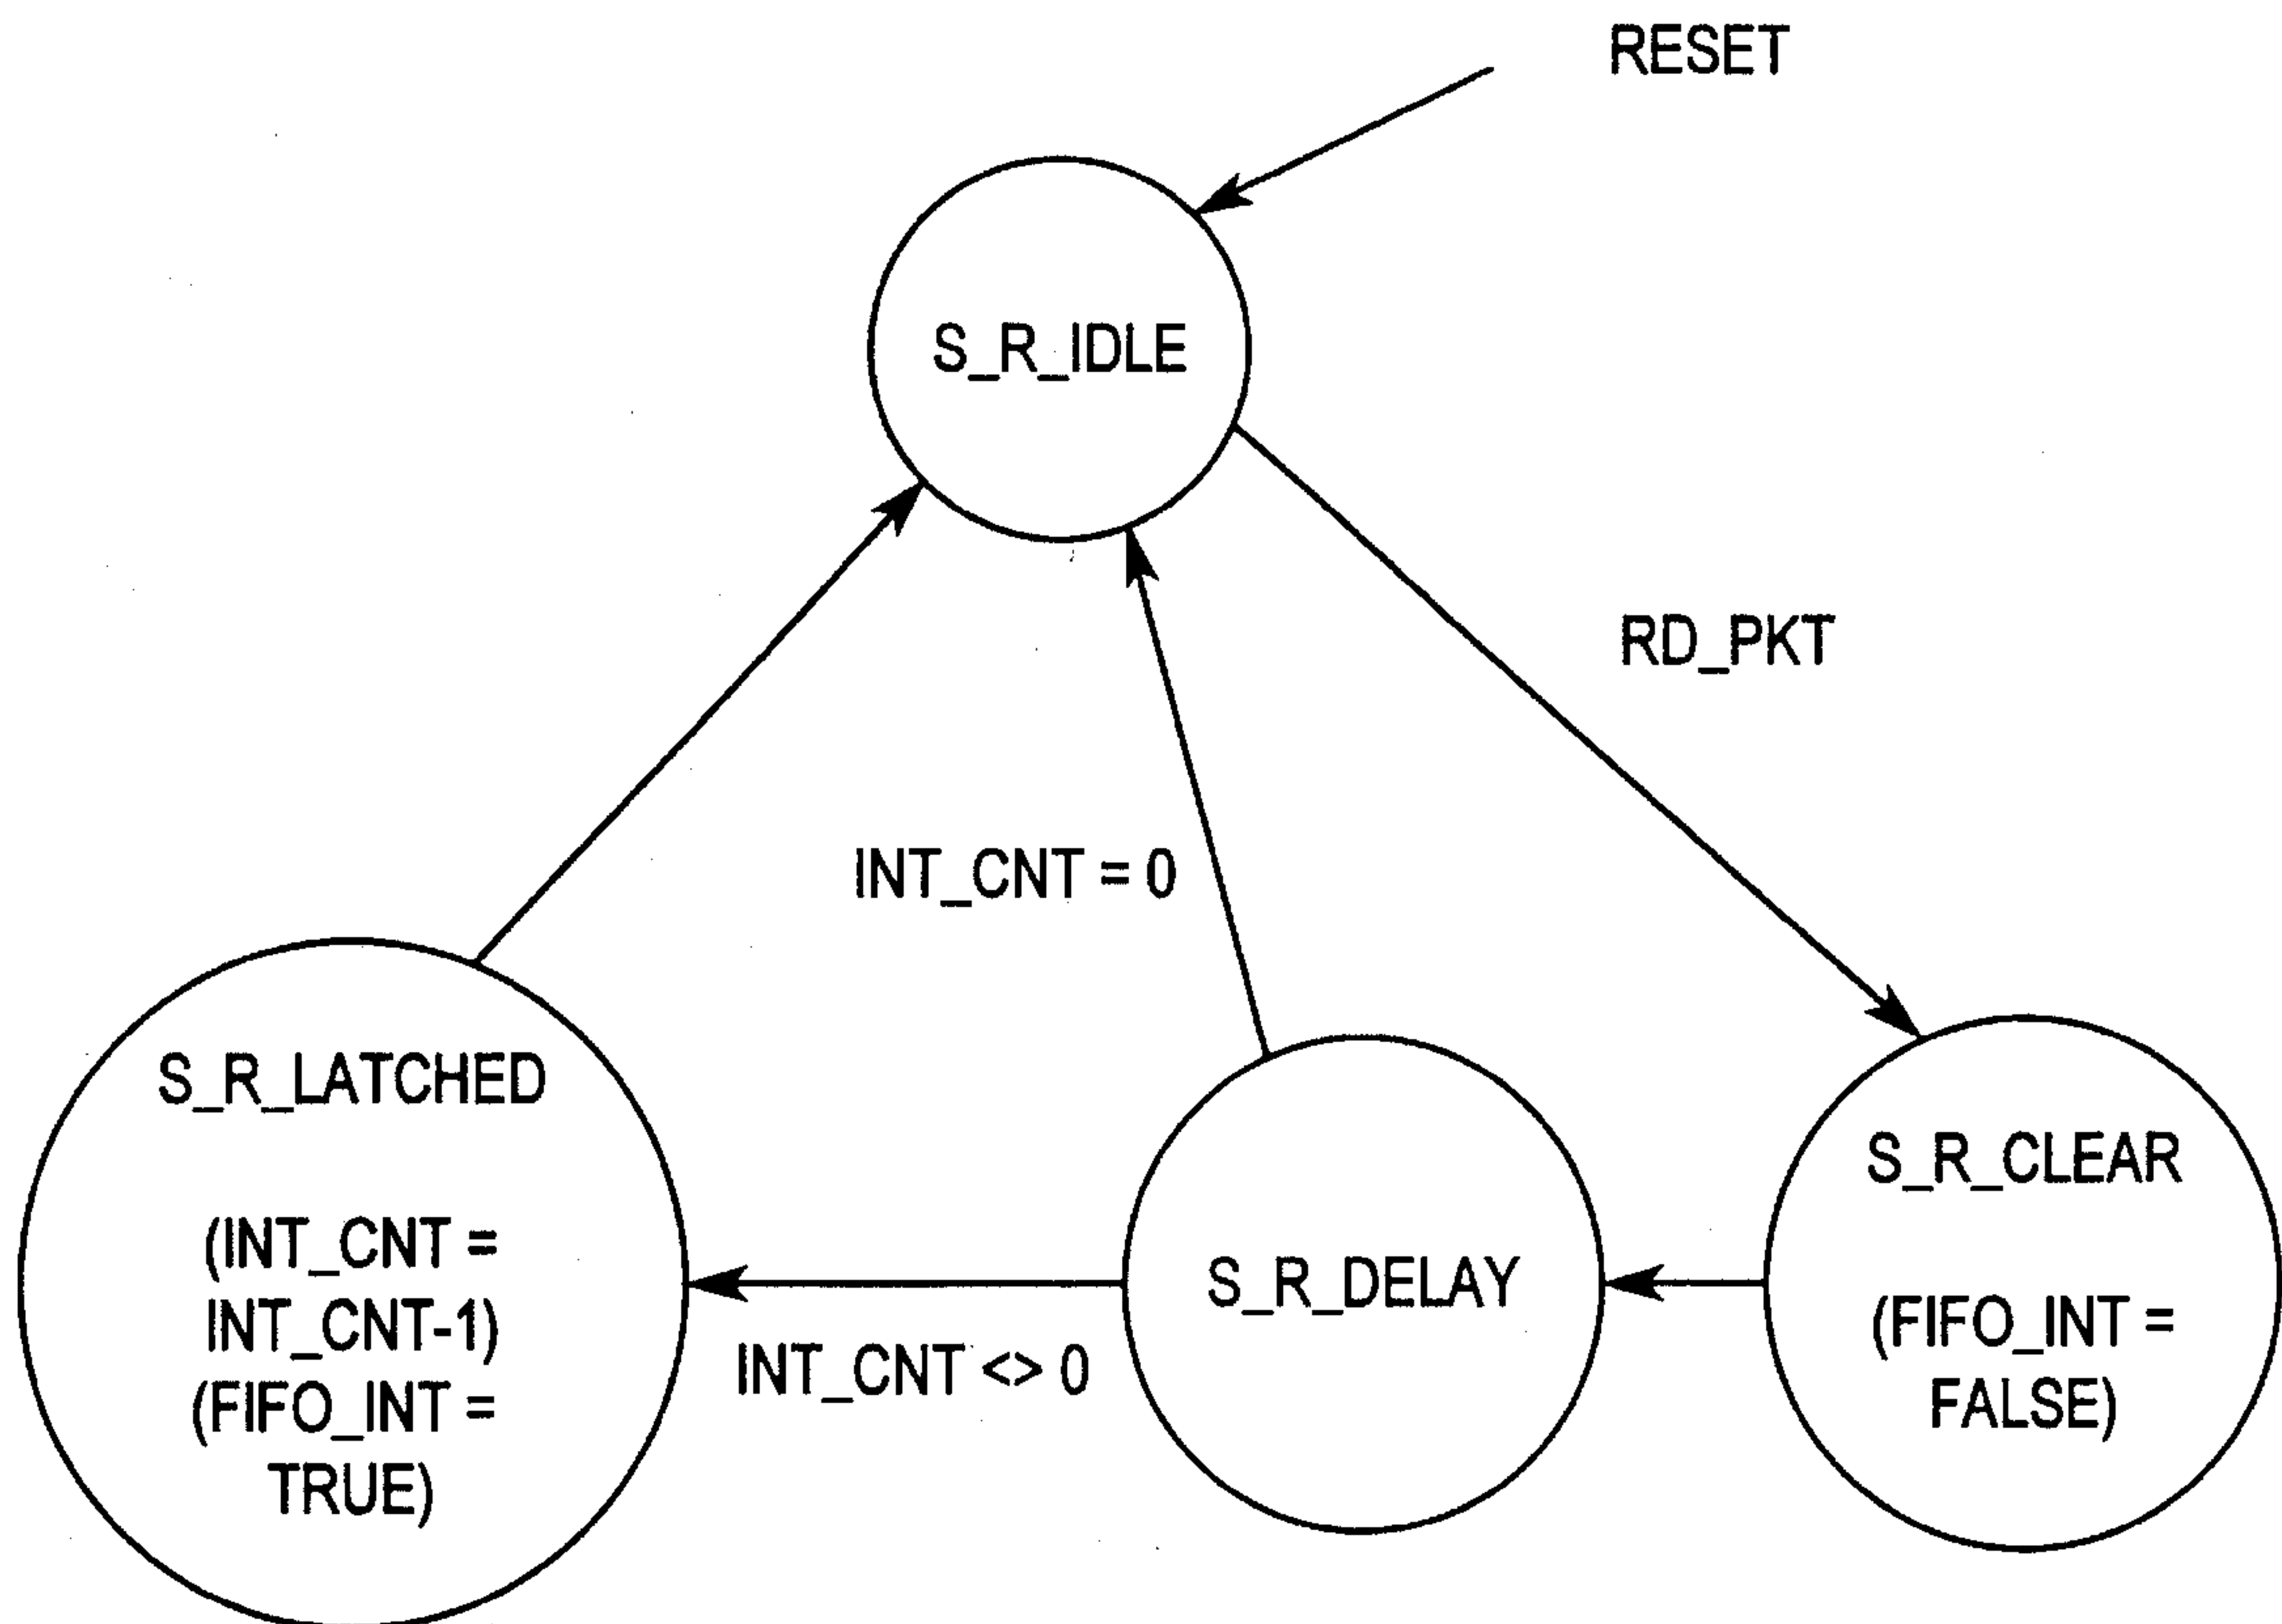 RESET
S_R_IDLE
RD_PKT
INT_CNT = 0
S_R_LATCHED
(INT_CNT =
INT_CNT-1)
(FIFO_INT =
TRUE)
INT_CNT <> 0
S_R_DELAY
S_R_CLEAR
(FIFO_INT =
FALSE)